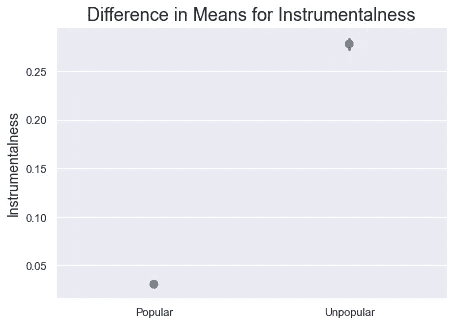 Difference in Means for Instrumentalness
Instrumentalness
0.25
0.20
0.15
0.10
0.05
Popular
Unpopular